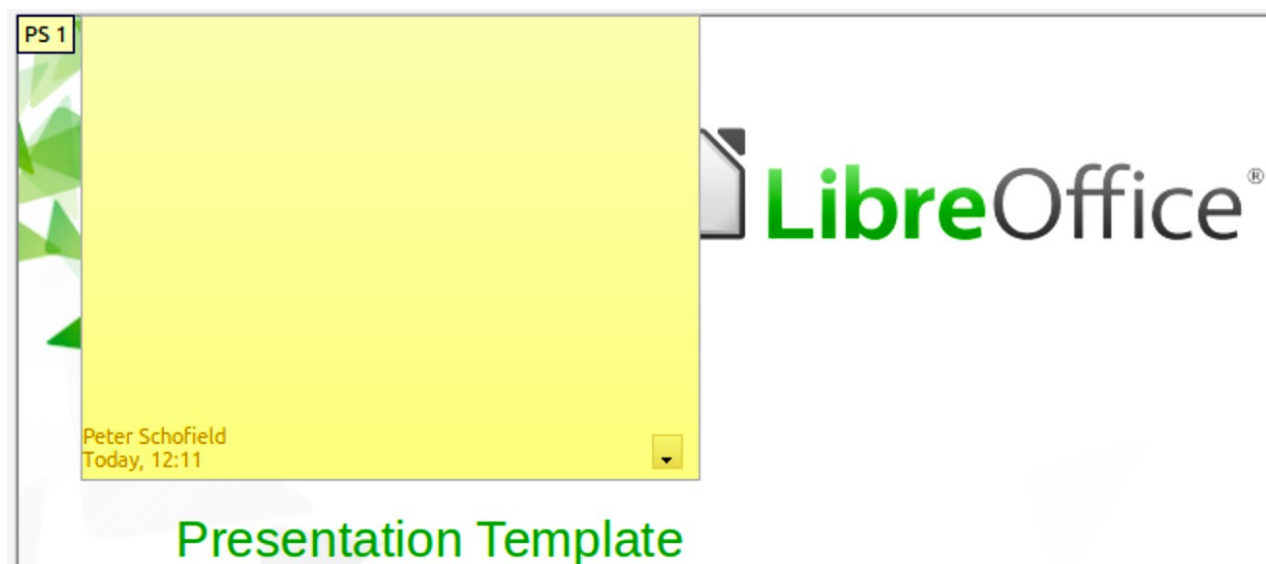 PS 1
LibreOffice®
Peter Schofield
Today, 12:11
Presentation Template